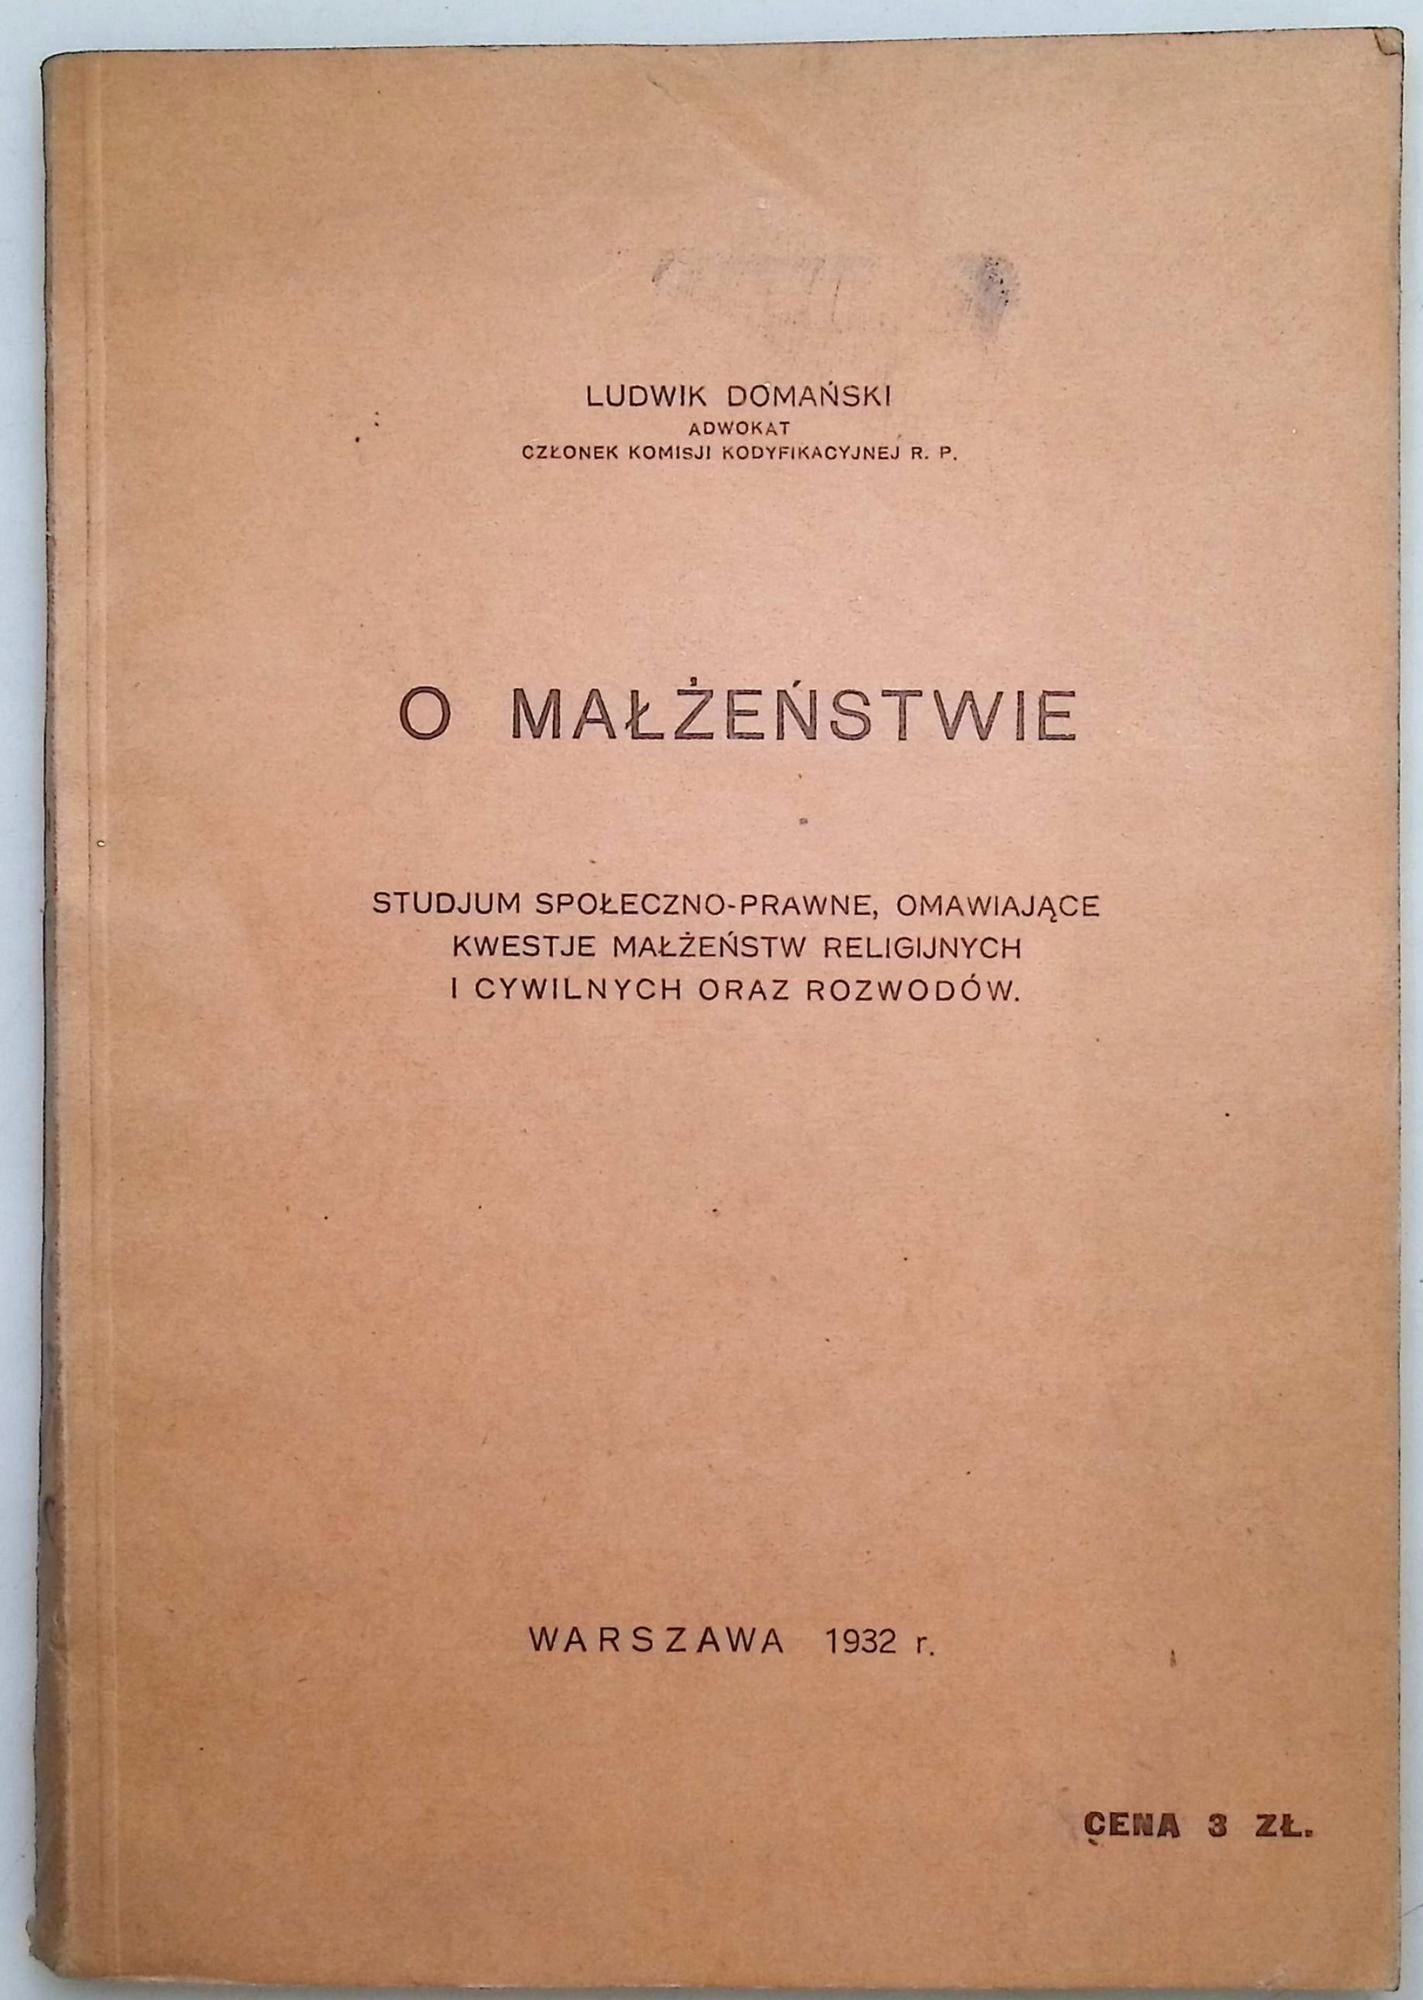 LUDWIK DOMAŃSKI
ADWOKAT
CZŁONEK KOMISJI KODYFIKACYJNEJ R. P.
O MAŁŻEŃSTWIE
STUDJUM SPOŁECZNO-PRAWNE, OMAWIAJĄCE
KWESTJE MAŁŻEŃSTW RELIGIJNYCH
I CYWILNYCH ORAZ ROZWODÓW.
WARSZAWA 1932 r.
CENA 3 ZŁ.